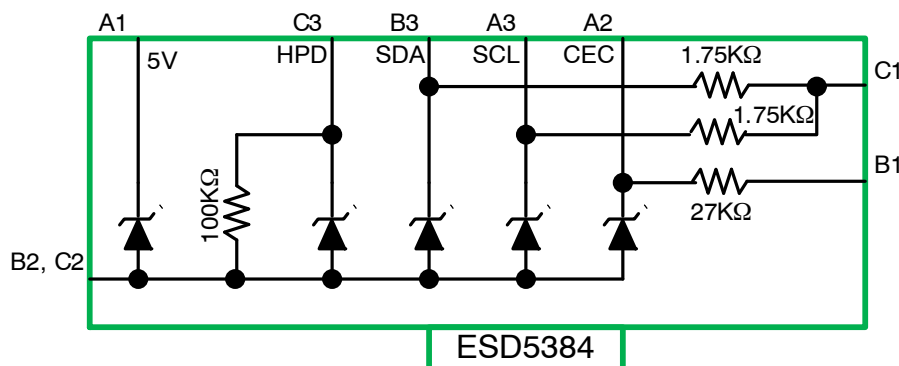 A1 C3 B3 A3 A2
5V HPD SDA SCL CEC 1.75KΩ
C1
1.75KΩ
B1
100KΩ
27KΩ
B2, C2
ESD5384